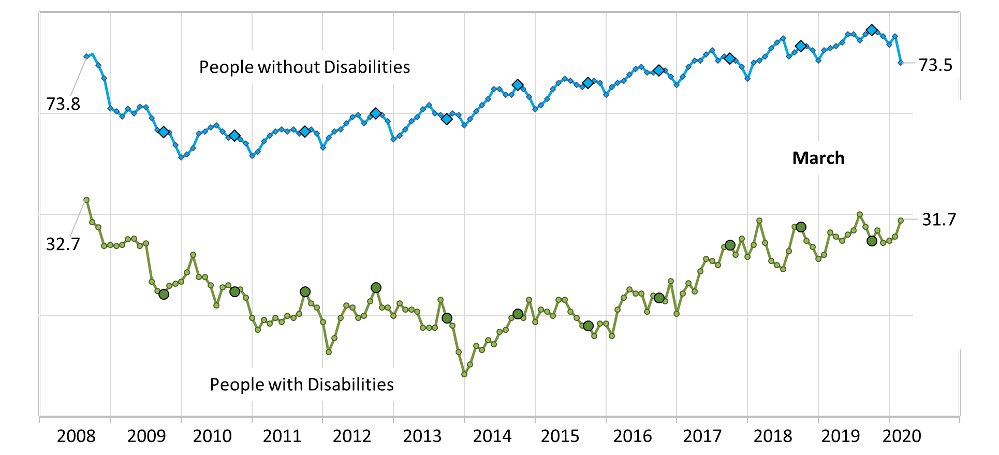 People without Disabilities
73.5
73.8
March
31.7
32.7
People with Disabilities
2008 2009 2010 2011 2012 2013 2014 2015 2016 2017 2018 2019 2020